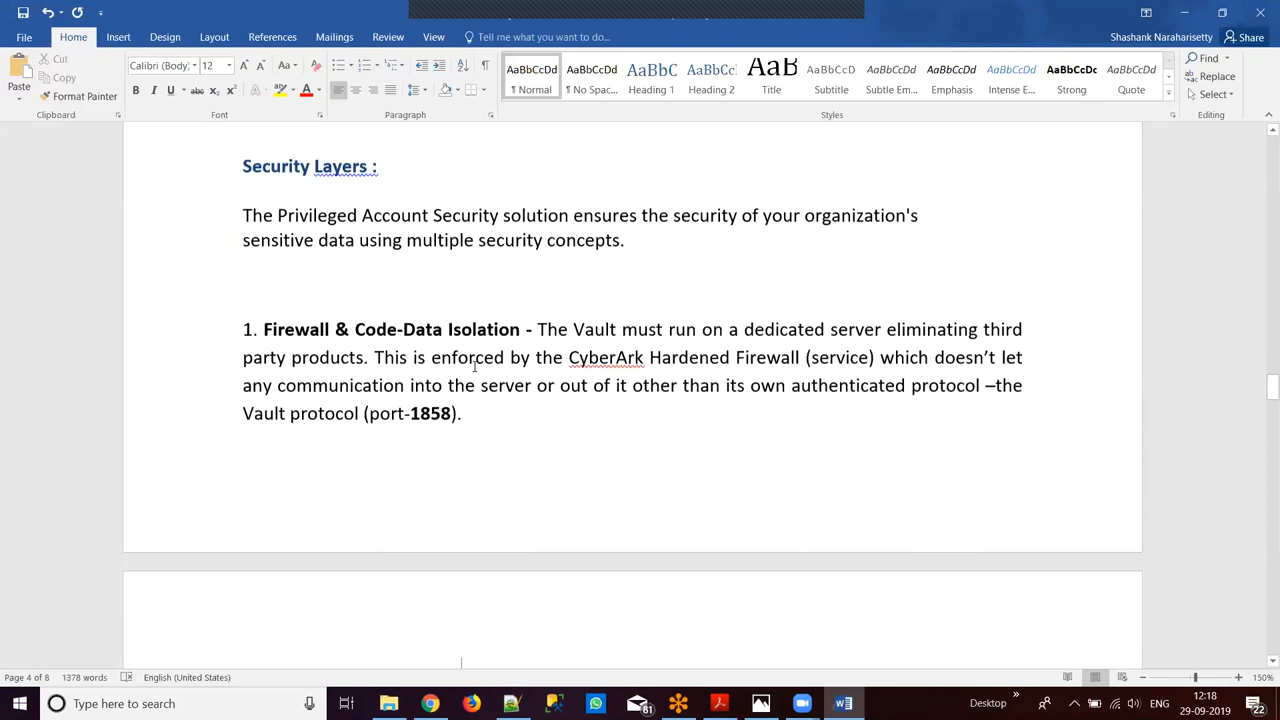 File Home Insert Design Layout References Mailings Review View Tell me what you want to do... Shashank Naraharisetty Share
Cut
Copy
Paste
Format Painter
Clipboard
Calibri (Body) 12
Font
Paragraph
AaBbCcDd AaBbCcDd AaBbC AaBbC AaB AaBbCcD AaBbCcDd AaBbCcDd AaBbCcDd AaBbCcDc AaBbCcDd
¶ Normal ¶ No Spac... Heading 1 Heading 2 Title Subtitle Subtle Em... Emphasis Intense E... Strong Quote
Styles
Find
Replace
Select
Editing
Security Layers :
The Privileged Account Security solution ensures the security of your organization's
sensitive data using multiple security concepts.
1. Firewall & Code-Data Isolation - The Vault must run on a dedicated server eliminating third
party products. This is enforced by the CyberArk Hardened Firewall (service) which doesn’t let
any communication into the server or out of it other than its own authenticated protocol –the
Vault protocol (port-1858).
Page 4 of 8 1378 words English (United States) 150%
Type here to search 61 Desktop ENG 12:18
29-09-2019 22